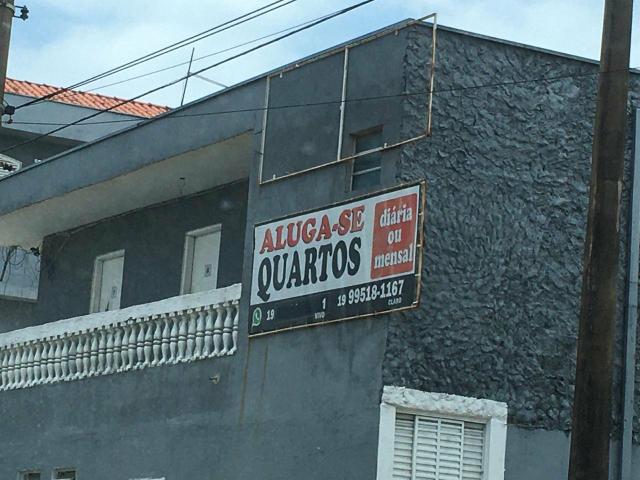 ALUGA-SE
QUARTOS
diária
ou
mensal
19 1 19 99518-1167
VIVO CLARO